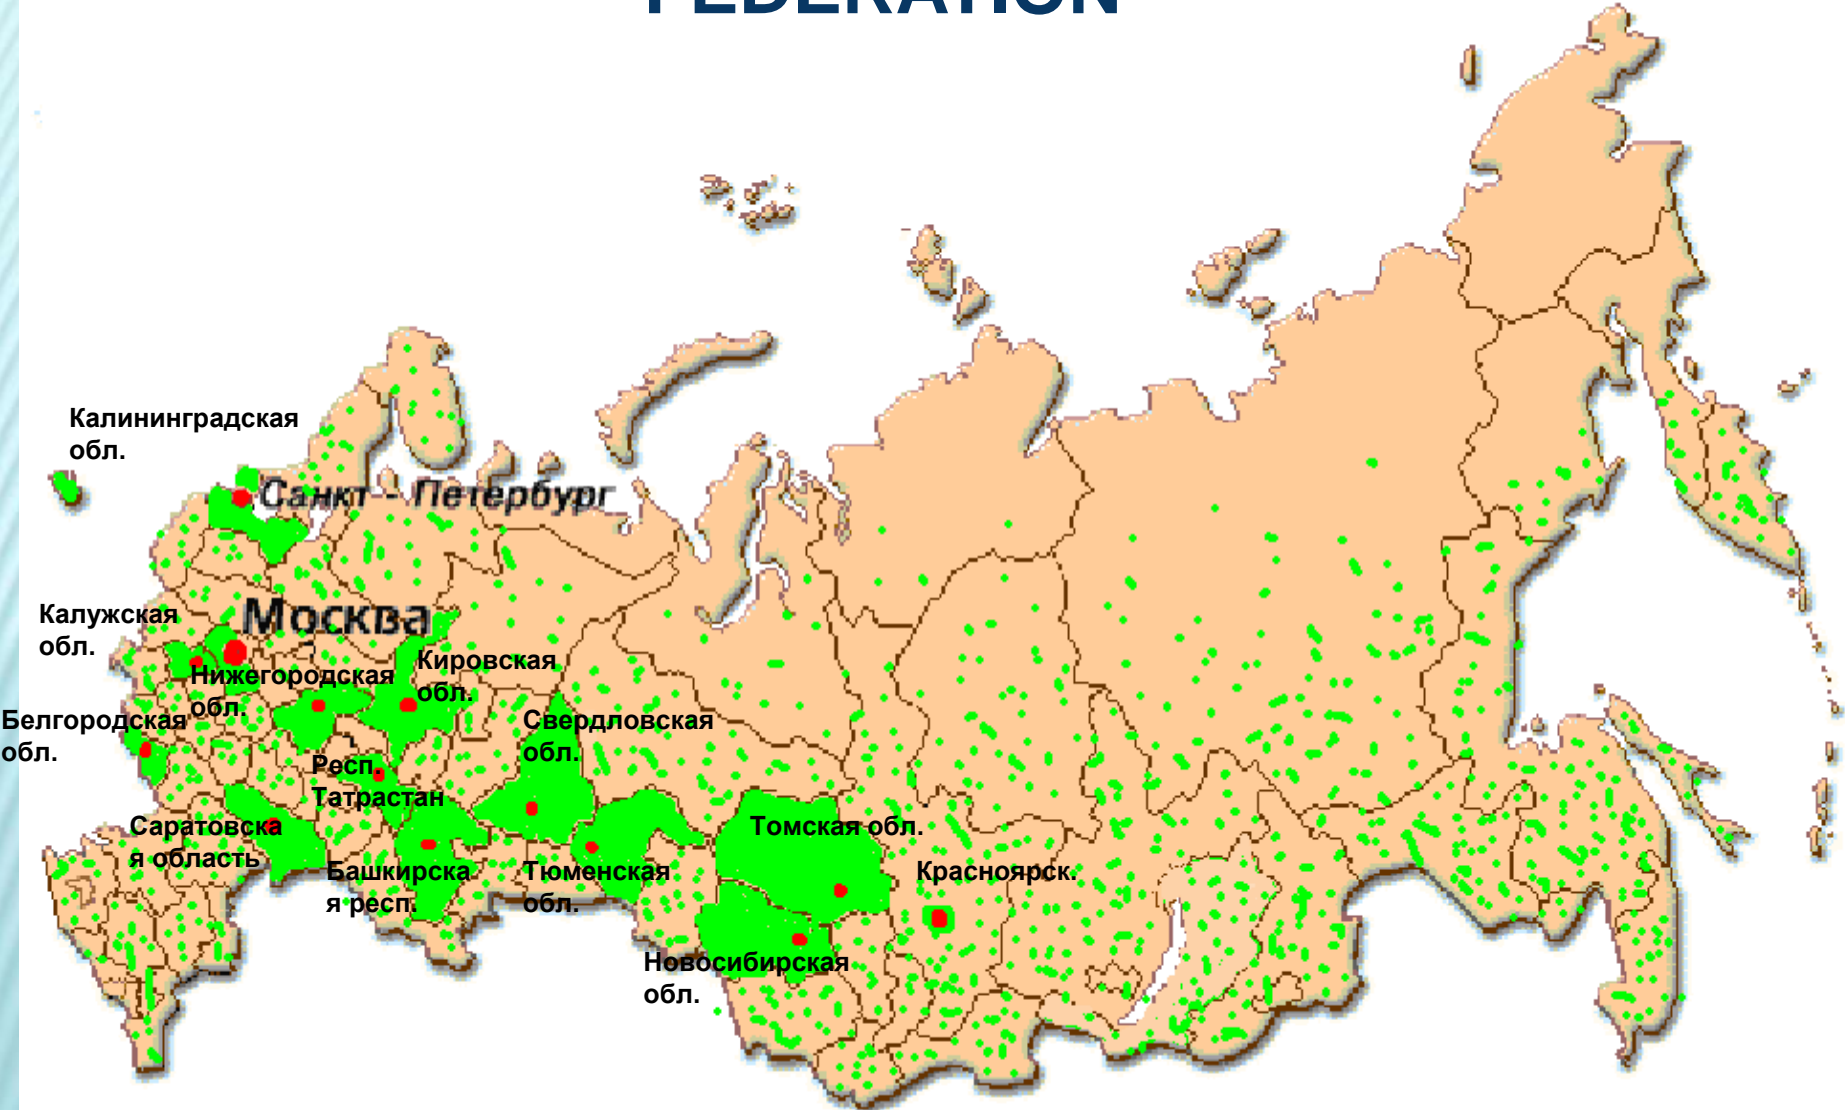 FEDERATION
Калининградская
обл.
Санкт - Петербург
Калужская
обл.
Москва
Кировская
обл.
Нижегородская
обл.
Белгородская
обл.
Свердловская
обл.
Респ.
Татрастан
Саратовска
я область
Томская обл.
Башкирска
я респ.
Тюменская
обл.
Красноярск.
Новосибирская
обл.